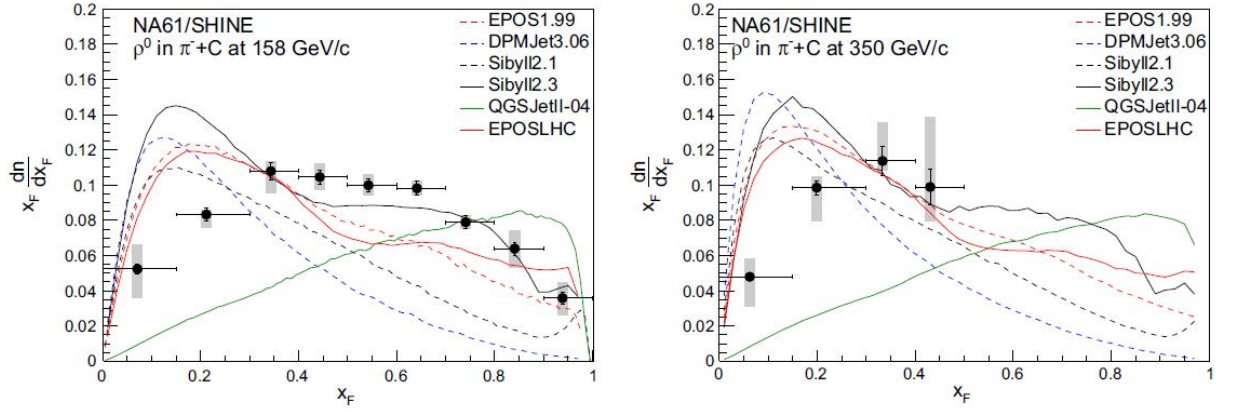 NA61/SHINE
ρ⁰ in π⁻+C at 158 GeV/c
EPOS1.99
DPMJet3.06
Sibyll2.1
Sibyll2.3
QGSJetII-04
EPOSLHC
0.2
0.18
0.16
0.14
0.12
0.1
0.08
0.06
0.04
0.02
0
x_F dn/dx_F
0 0.2 0.4 0.6 0.8 1
x_F
NA61/SHINE
ρ⁰ in π⁻+C at 350 GeV/c
EPOS1.99
DPMJet3.06
Sibyll2.1
Sibyll2.3
QGSJetII-04
EPOSLHC
0.2
0.18
0.16
0.14
0.12
0.1
0.08
0.06
0.04
0.02
0
x_F dn/dx_F
0 0.2 0.4 0.6 0.8 1
x_F